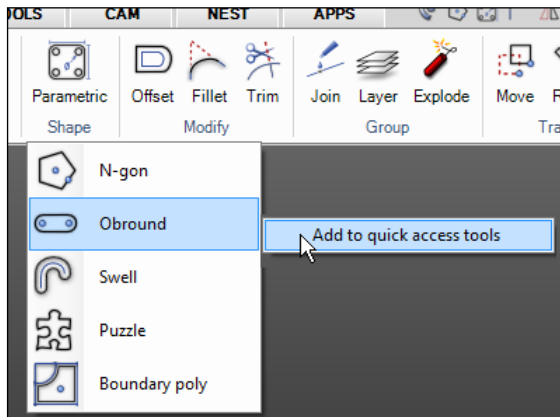 OLS CAM NEST APPS
Parametric Offset Fillet Trim Join Layer Explode Move
Shape Modify Group Tra
N-gon
Obround
Add to quick access tools
Swell
Puzzle
Boundary poly